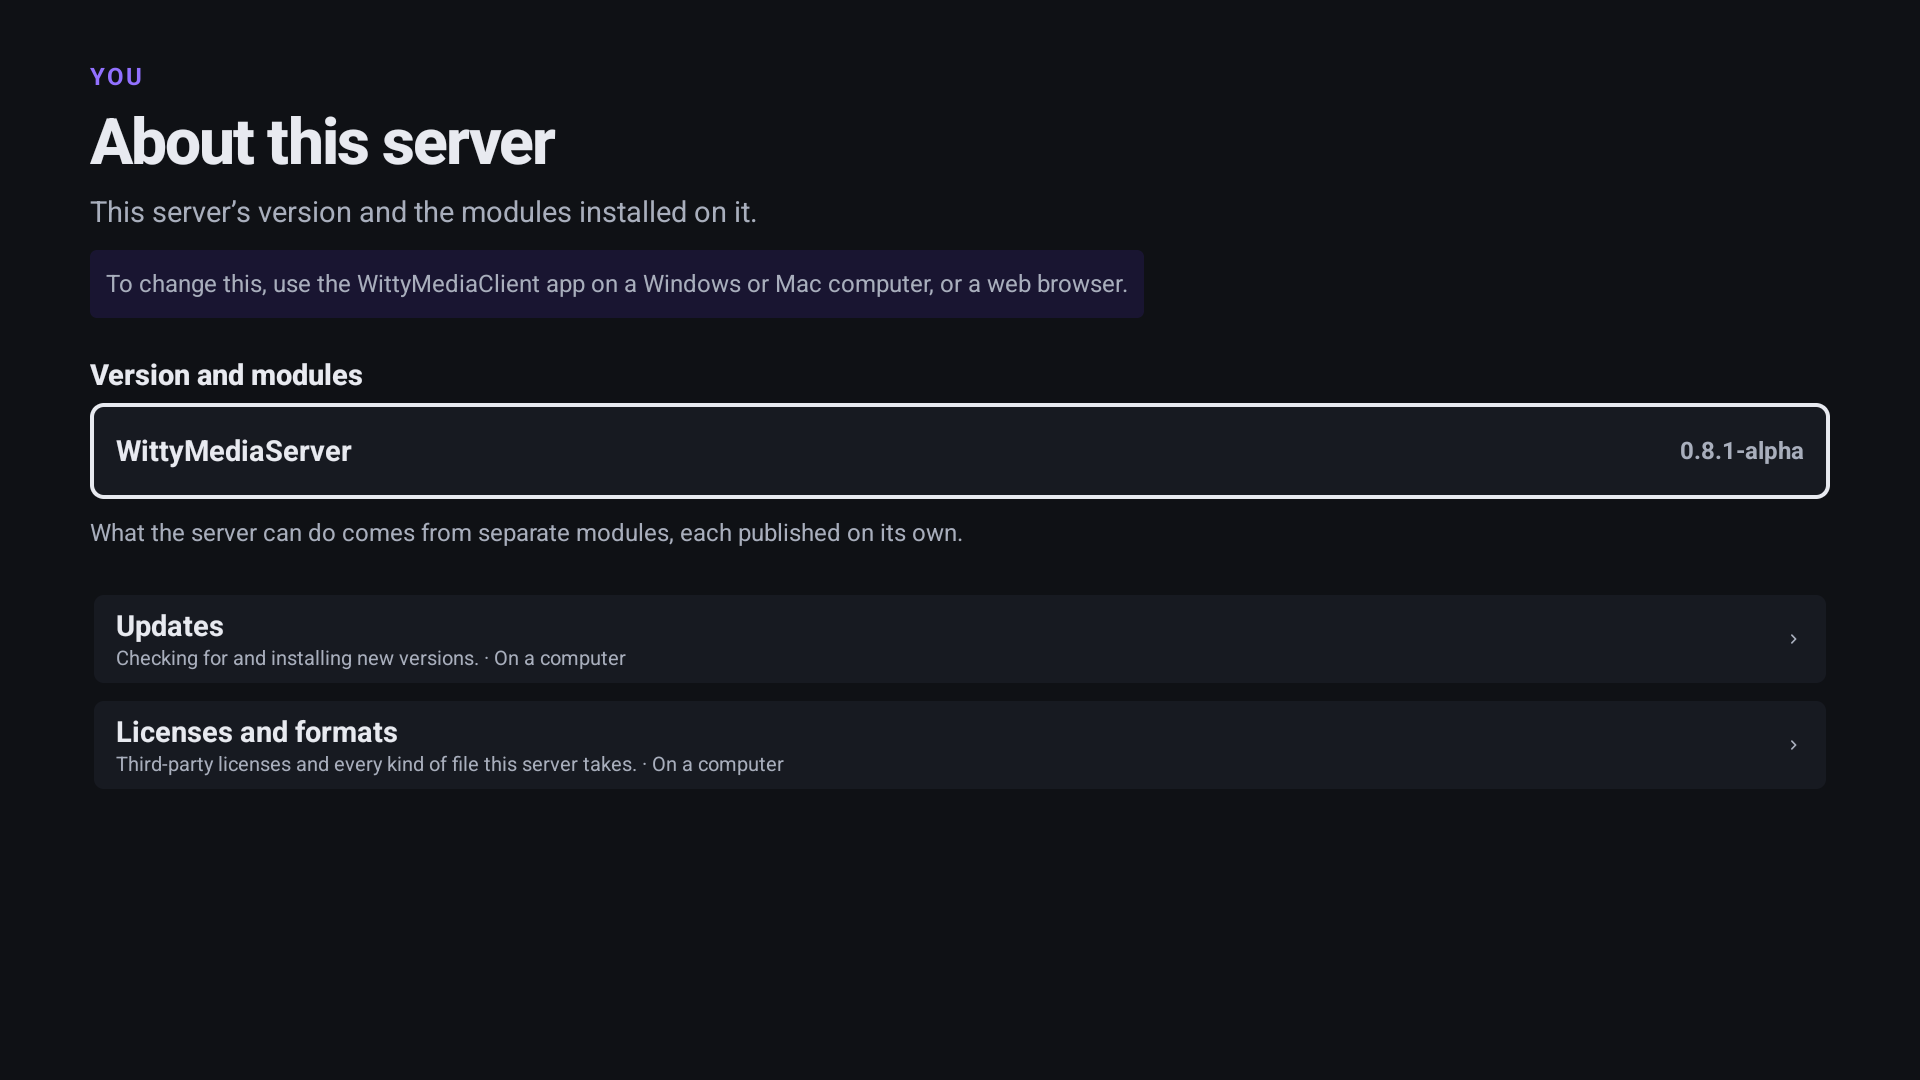 YOU
About this server
This server’s version and the modules installed on it.
To change this, use the WittyMediaClient app on a Windows or Mac computer, or a web browser.
Version and modules
WittyMediaServer
0.8.1-alpha
What the server can do comes from separate modules, each published on its own.
Updates
Checking for and installing new versions. · On a computer
Licenses and formats
Third-party licenses and every kind of file this server takes. · On a computer